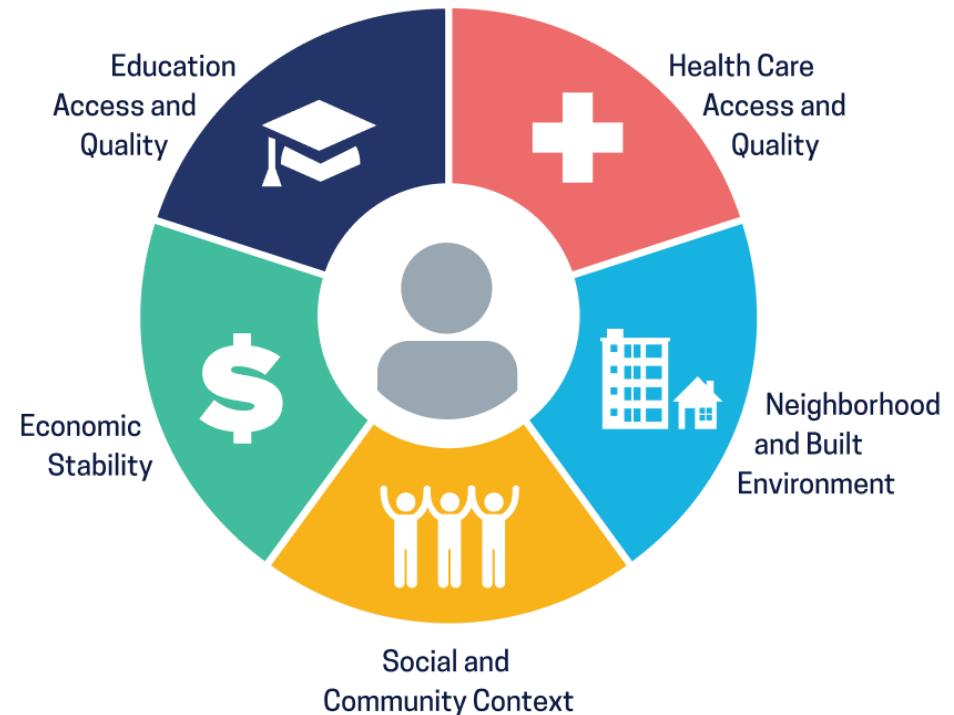 Education
Access and
Quality
Health Care
Access and
Quality
Economic
Stability
Neighborhood
and Built
Environment
Social and
Community Context